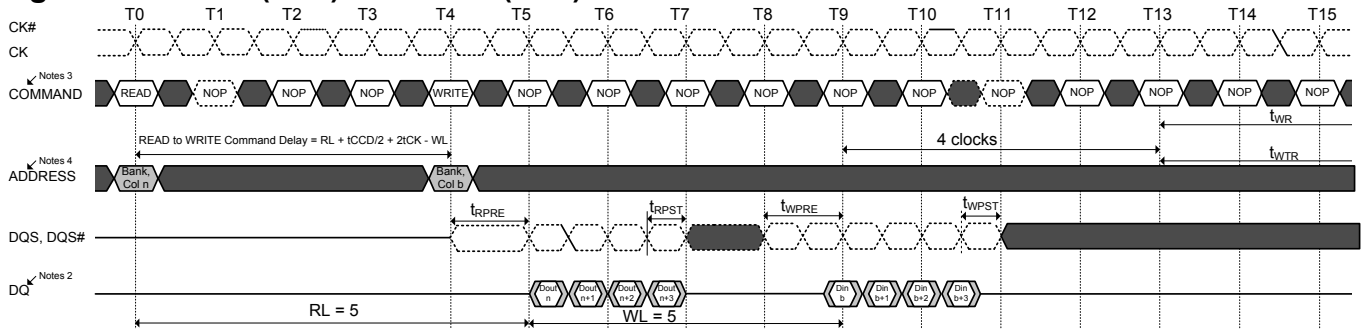 T0 T1 T2 T3 T4 T5 T6 T7 T8 T9 T10 T11 T12 T13 T14 T15
CK#
CK
Notes 3
COMMAND READ NOP NOP NOP WRITE NOP NOP NOP NOP NOP NOP NOP NOP NOP NOP NOP
READ to WRITE Command Delay = RL + tCCD/2 + 2tCK - WL
4 clocks
tWR
tWTR
Notes 4
ADDRESS
Bank, Col n
Bank, Col b
tRPRE tRPST tWPRE tWPST
DQS, DQS#
Notes 2
DQ
Dout n
Dout n+1
Dout n+2
Dout n+3
Din b
Din b+1
Din b+2
Din b+3
RL = 5 WL = 5